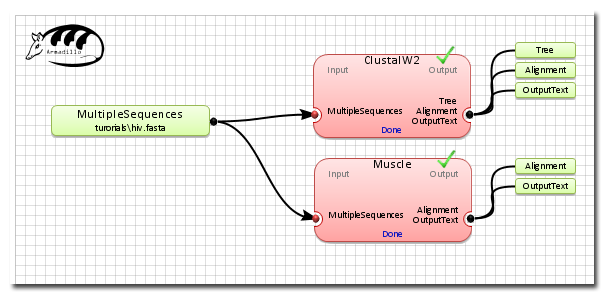 Armadillo
MultipleSequences
turorials\hiv.fasta
ClustalW2
Input Output
MultipleSequences
Tree
Alignment
OutputText
Done
Tree
Alignment
OutputText
Muscle
Input Output
MultipleSequences
Alignment
OutputText
Done
Alignment
OutputText